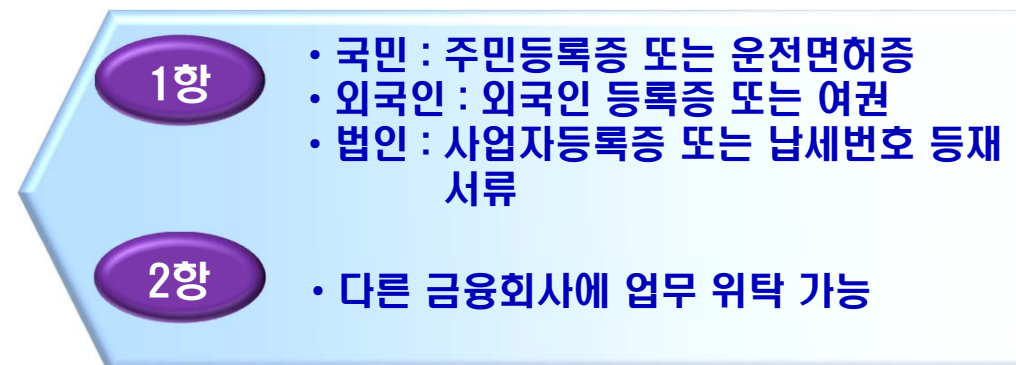 1항
• 국민 : 주민등록증 또는 운전면허증
• 외국인 : 외국인 등록증 또는 여권
• 법인 : 사업자등록증 또는 납세번호 등재
서류
2항
• 다른 금융회사에 업무 위탁 가능